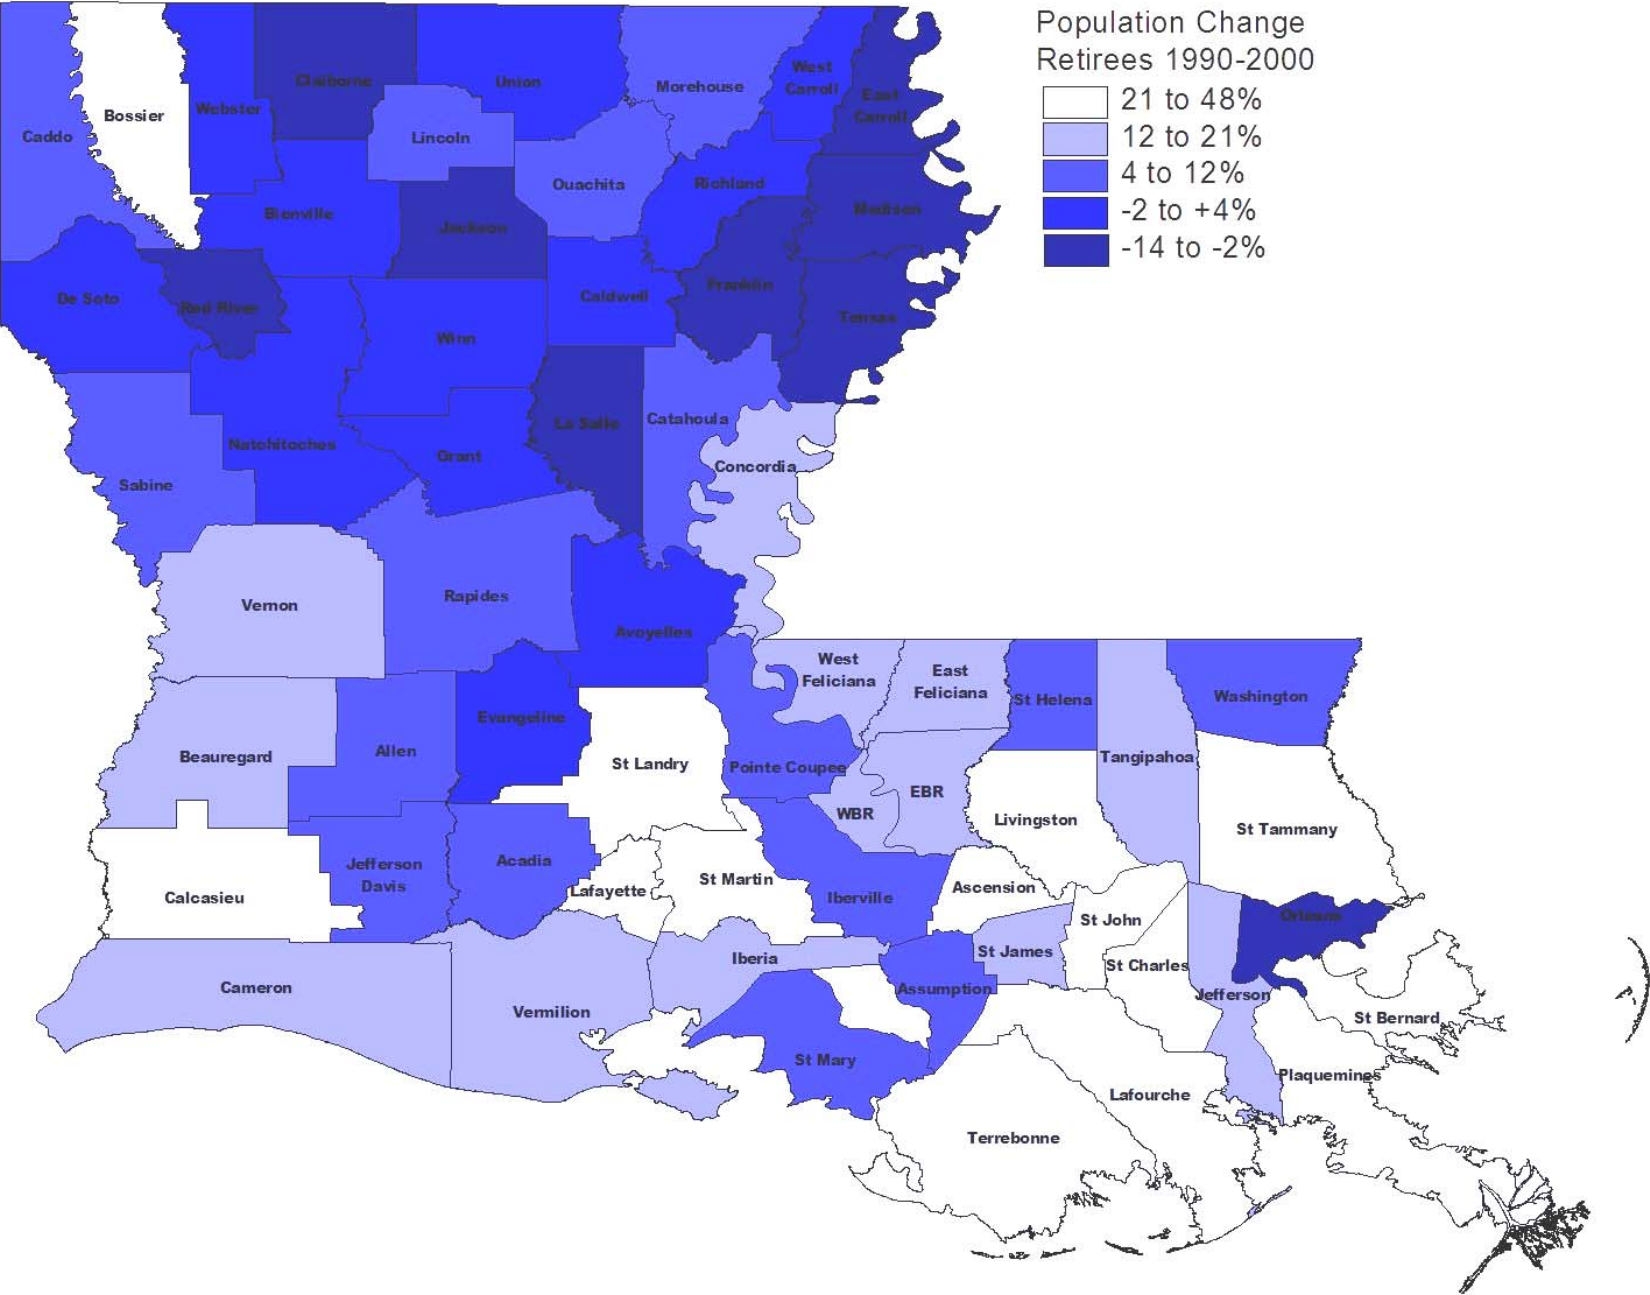 Population Change
Retirees 1990-2000
21 to 48%
12 to 21%
4 to 12%
-2 to +4%
-14 to -2%
Caddo
Bossier
Webster
Claiborne
Lincoln
Union
Morehouse
West
Carroll
East
Carroll
Ouachita
Richland
Madison
Bienville
Jackson
De Soto
Red River
Winn
Caldwell
Franklin
Tensas
Natchitoches
Grant
La Salle
Catahoula
Concordia
Sabine
Vernon
Rapides
Avoyelles
West
Feliciana
East
Feliciana
St Helena
Tangipahoa
Washington
Beauregard
Allen
Evangeline
St Landry
Pointe Coupee
WBR
EBR
Livingston
St Tammany
Calcasieu
Jefferson
Davis
Acadia
Lafayette
St Martin
Iberville
Ascension
St John
Orleans
Cameron
Vermilion
Iberia
St James
St Charles
Assumption
Jefferson
St Bernard
St Mary
Plaquemines
Lafourche
Terrebonne